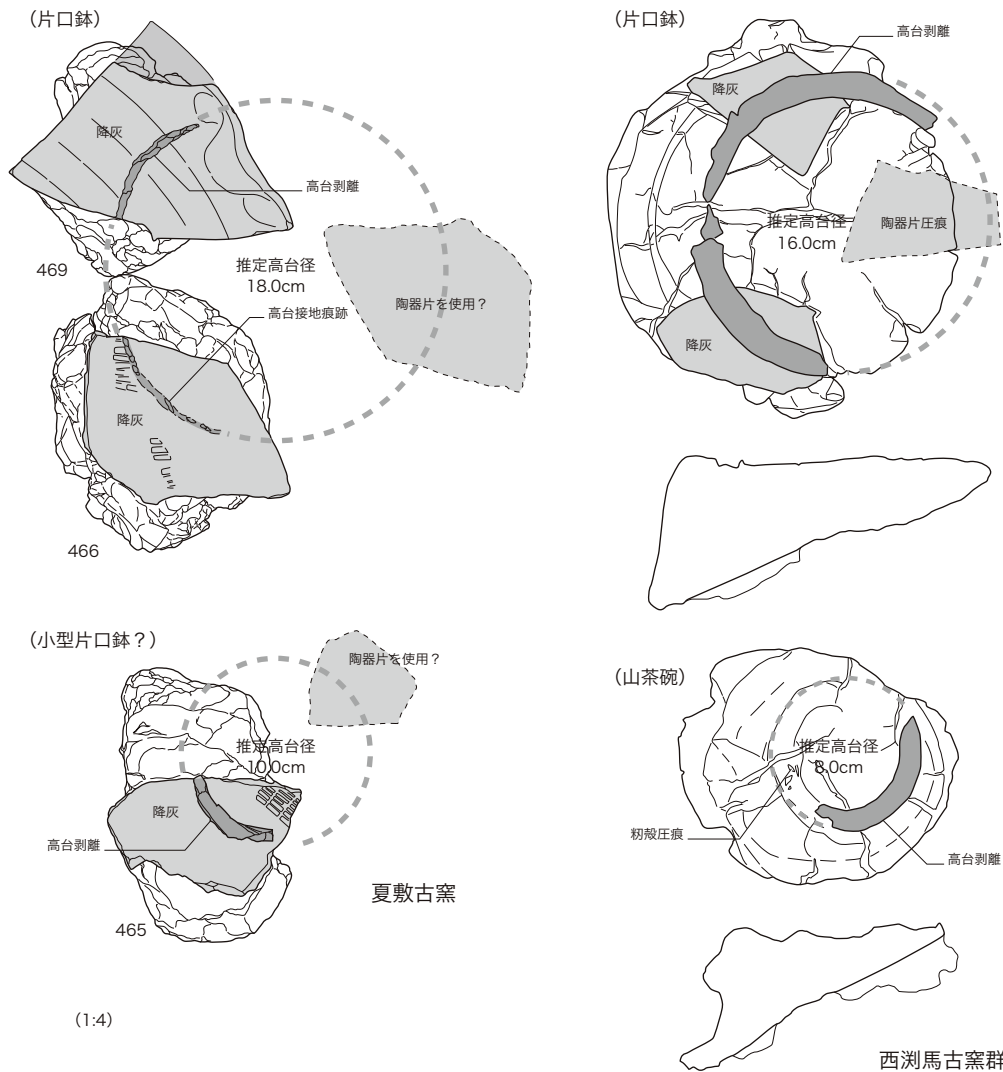 （片口鉢）
降灰
高台剥離
469
推定高台径
18.0cm
高台接地痕跡
陶器片を使用？
降灰
466
（小型片口鉢？）
陶器片を使用？
推定高台径
10.0cm
降灰
高台剥離
465
夏敷古窯
（1:4）
（片口鉢）
高台剥離
降灰
推定高台径
16.0cm
陶器片圧痕
降灰
（山茶碗）
推定高台径
8.0cm
籾殻圧痕
高台剥離
西渕馬古窯群